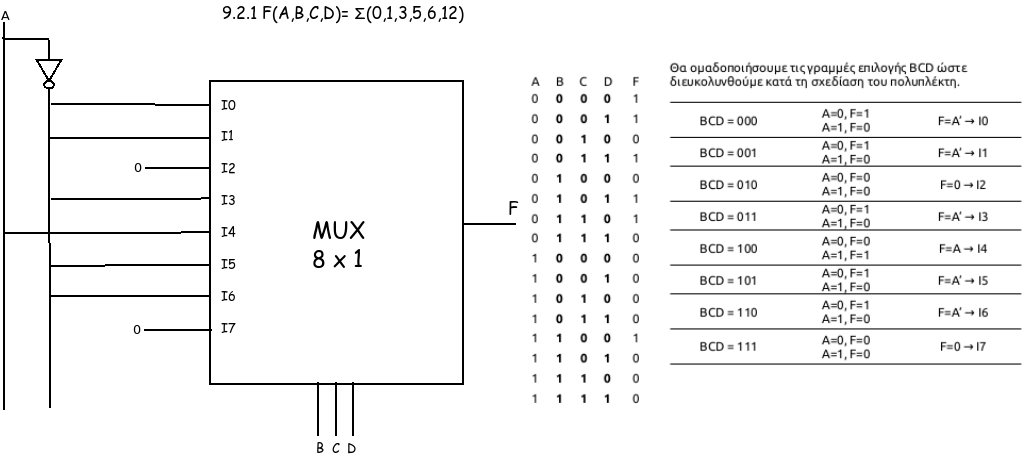 9.2.1 F(A,B,C,D)= Σ(0,1,3,5,6,12)
A
I0
I1
0 I2
I3
I4
I5
I6
0 I7
MUX
8 x 1
F
B C D
A B C D F
0 0 0 0 1
0 0 0 1 1
0 0 1 0 0
0 0 1 1 1
0 1 0 0 0
0 1 0 1 1
0 1 1 0 1
0 1 1 1 0
1 0 0 0 0
1 0 0 1 0
1 0 1 0 0
1 0 1 1 0
1 1 0 0 1
1 1 0 1 0
1 1 1 0 0
1 1 1 1 0
Θα ομαδοποιήσουμε τις γραμμές επιλογής BCD ώστε
διευκολυνθούμε κατά τη σχεδίαση του πολυπλέκτη.
BCD = 000
A=0, F=1
A=1, F=0
F=A’ → I0
BCD = 001
A=0, F=1
A=1, F=0
F=A’ → I1
BCD = 010
A=0, F=0
A=1, F=0
F=0 → I2
BCD = 011
A=0, F=1
A=1, F=0
F=A’ → I3
BCD = 100
A=0, F=0
A=1, F=1
F=A → I4
BCD = 101
A=0, F=1
A=1, F=0
F=A’ → I5
BCD = 110
A=0, F=1
A=1, F=0
F=A’ → I6
BCD = 111
A=0, F=0
A=1, F=0
F=0 → I7